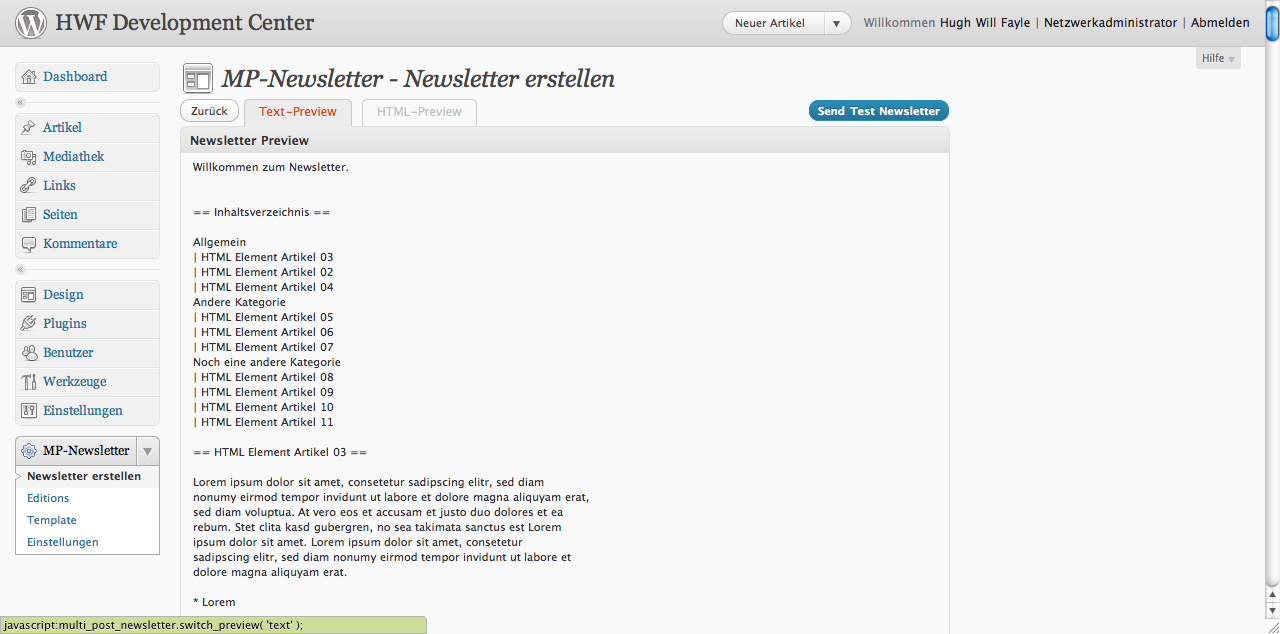 HWF Development Center
Neuer Artikel
Willkommen Hugh Will Fayle | Netzwerkadministrator | Abmelden
Hilfe
Dashboard
Artikel
Mediathek
Links
Seiten
Kommentare
Design
Plugins
Benutzer
Werkzeuge
Einstellungen
MP-Newsletter
Newsletter erstellen
Editions
Template
Einstellungen
MP-Newsletter - Newsletter erstellen
Zurück
Text-Preview
HTML-Preview
Send Test Newsletter
Newsletter Preview
Willkommen zum Newsletter.
== Inhaltsverzeichnis ==
Allgemein
| HTML Element Artikel 03
| HTML Element Artikel 02
| HTML Element Artikel 04
Andere Kategorie
| HTML Element Artikel 05
| HTML Element Artikel 06
| HTML Element Artikel 07
Noch eine andere Kategorie
| HTML Element Artikel 08
| HTML Element Artikel 09
| HTML Element Artikel 10
| HTML Element Artikel 11
== HTML Element Artikel 03 ==
Lorem ipsum dolor sit amet, consetetur sadipscing elitr, sed diam
nonumy eirmod tempor invidunt ut labore et dolore magna aliquyam erat,
sed diam voluptua. At vero eos et accusam et justo duo dolores et ea
rebum. Stet clita kasd gubergren, no sea takimata sanctus est Lorem
ipsum dolor sit amet. Lorem ipsum dolor sit amet, consetetur
sadipscing elitr, sed diam nonumy eirmod tempor invidunt ut labore et
dolore magna aliquyam erat.
* Lorem
javascript:multi_post_newsletter.switch_preview( 'text' );